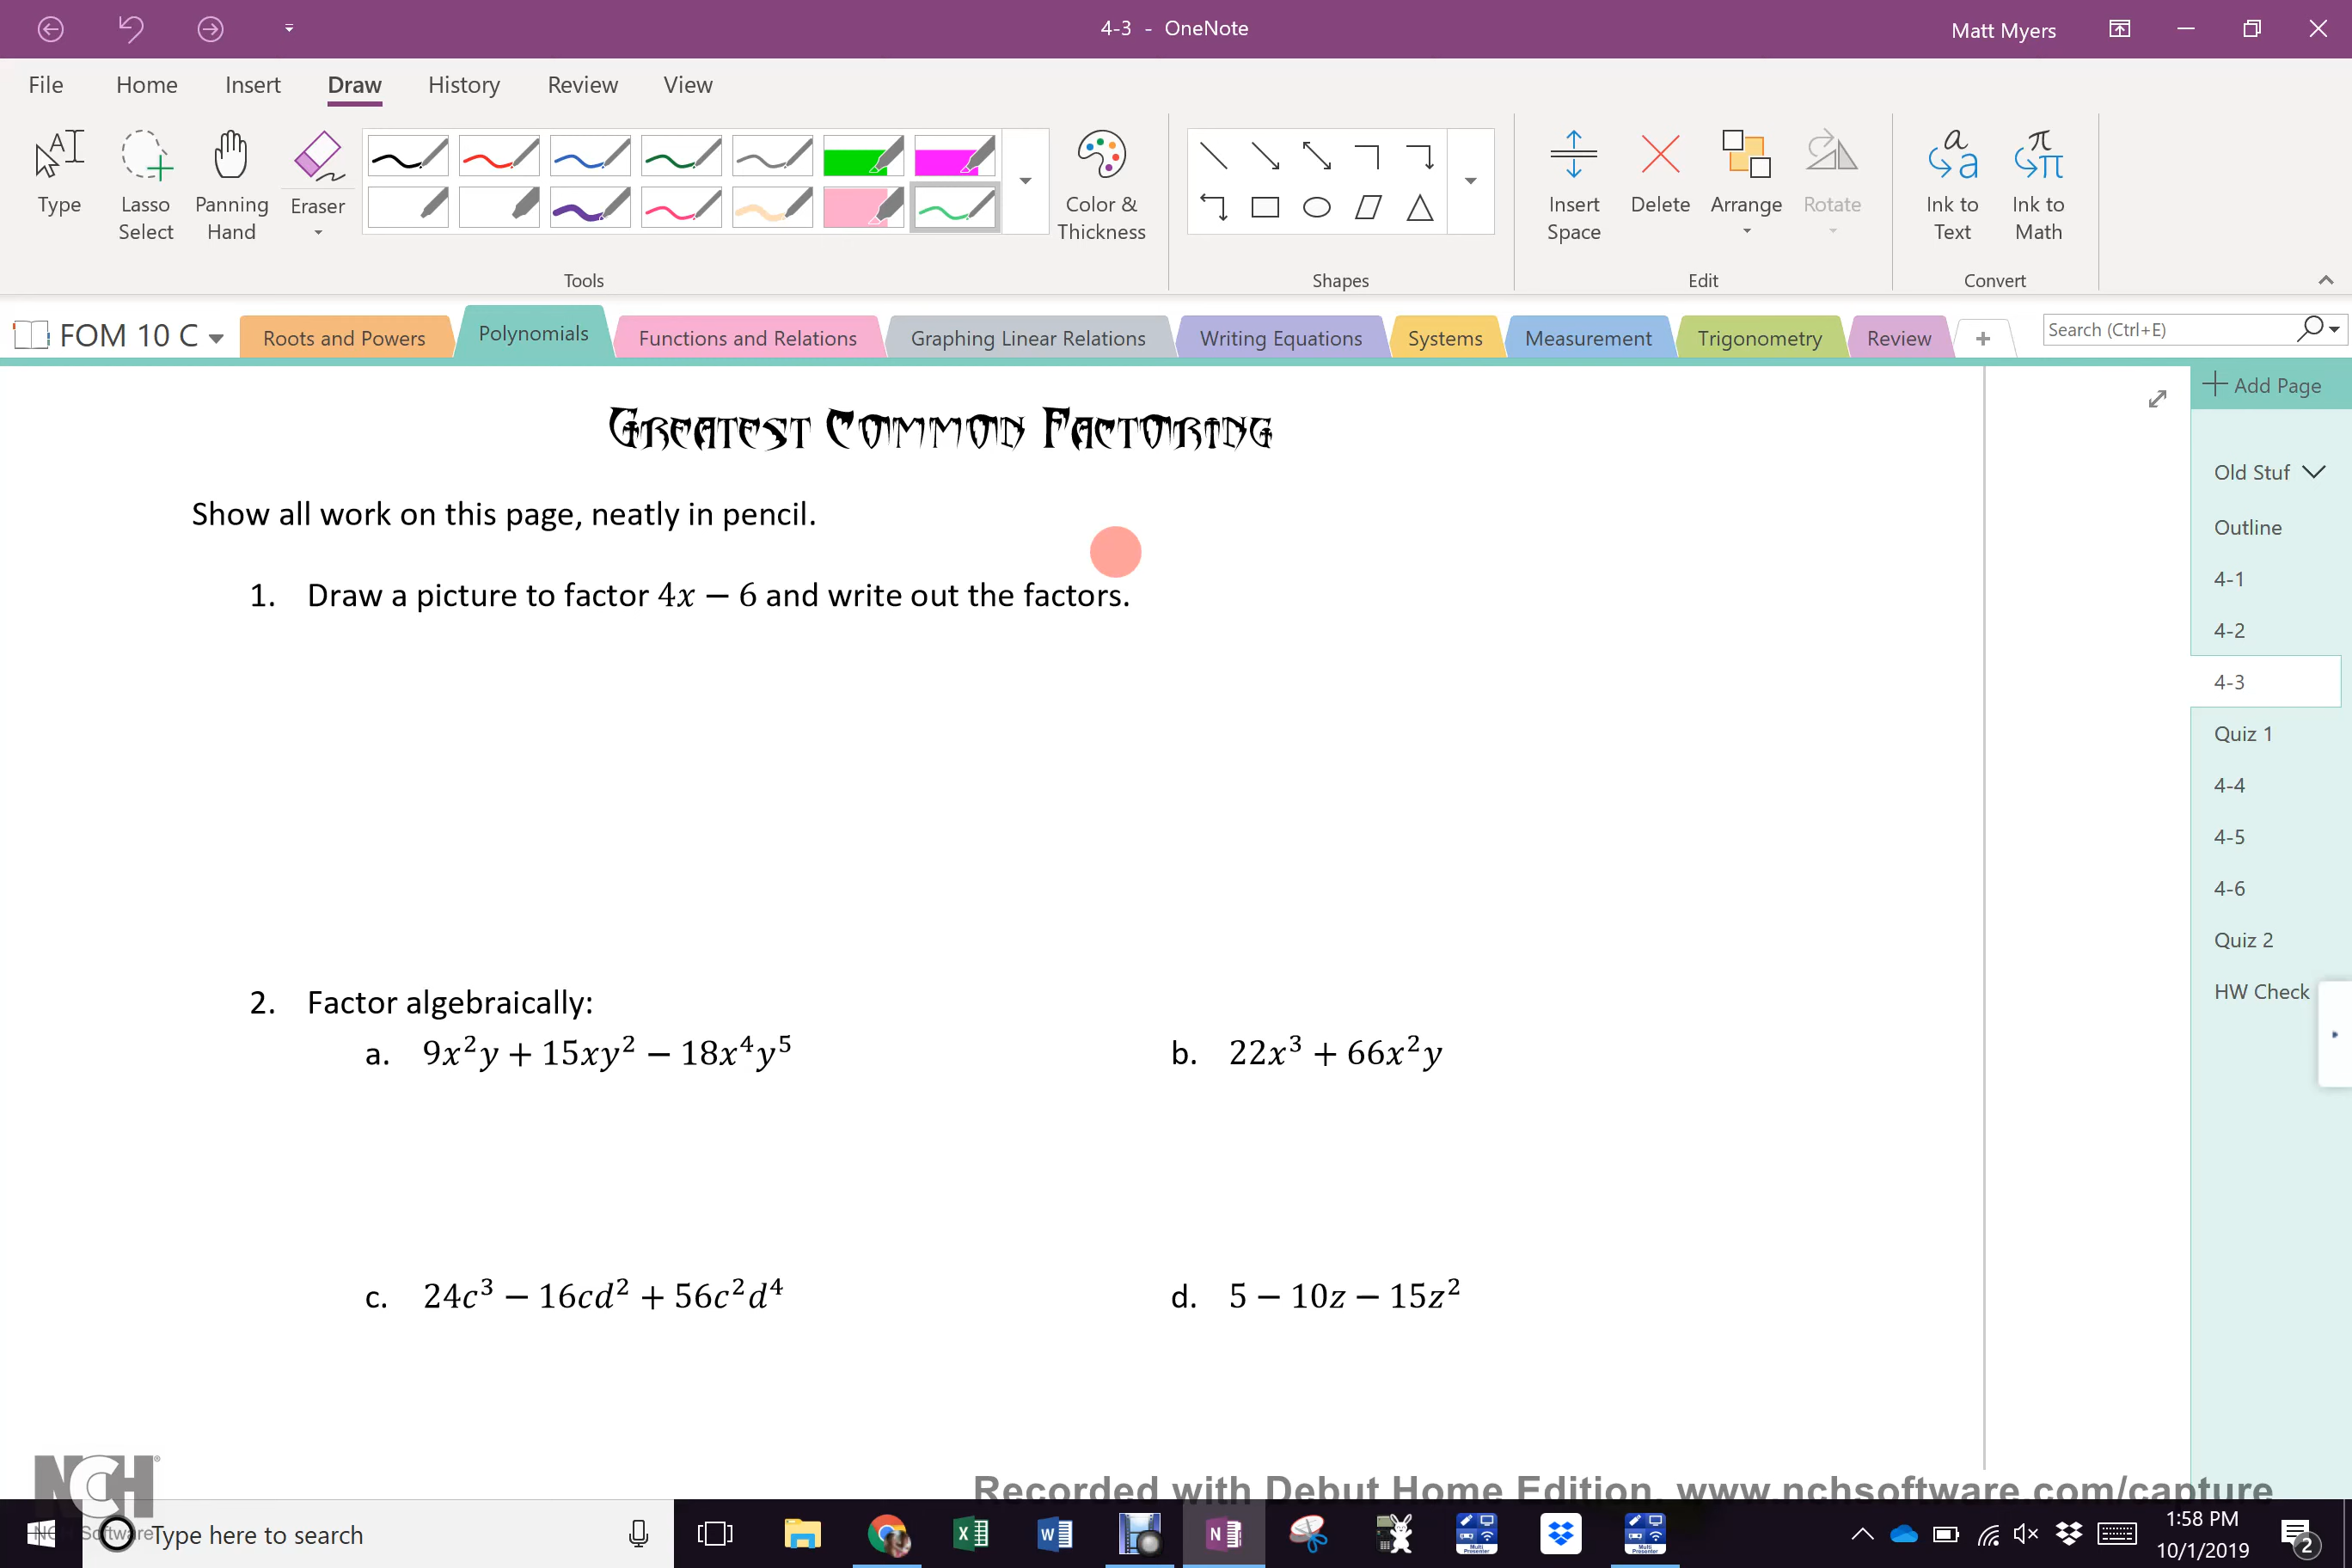 4-3 - OneNote
Matt Myers
File Home Insert Draw History Review View
Type
Lasso Select
Panning Hand
Eraser
Color & Thickness
Insert Space
Delete
Arrange
Rotate
Ink to Text
Ink to Math
Tools
Shapes
Edit
Convert
FOM 10 C
Roots and Powers
Polynomials
Functions and Relations
Graphing Linear Relations
Writing Equations
Systems
Measurement
Trigonometry
Review
Search (Ctrl+E)
Add Page
Old Stuf
Outline
4-1
4-2
4-3
Quiz 1
4-4
4-5
4-6
Quiz 2
HW Check
Greatest Common Factoring
Show all work on this page, neatly in pencil.
1. Draw a picture to factor 4x − 6 and write out the factors.
2. Factor algebraically:
a. 9x²y + 15xy² − 18x⁴y⁵
b. 22x³ + 66x²y
c. 24c³ − 16cd² + 56c²d⁴
d. 5 − 10z − 15z²
NCH®
NCH Software
Recorded with Debut Home Edition. www.nchsoftware.com/capture
Type here to search
1:58 PM
10/1/2019
2